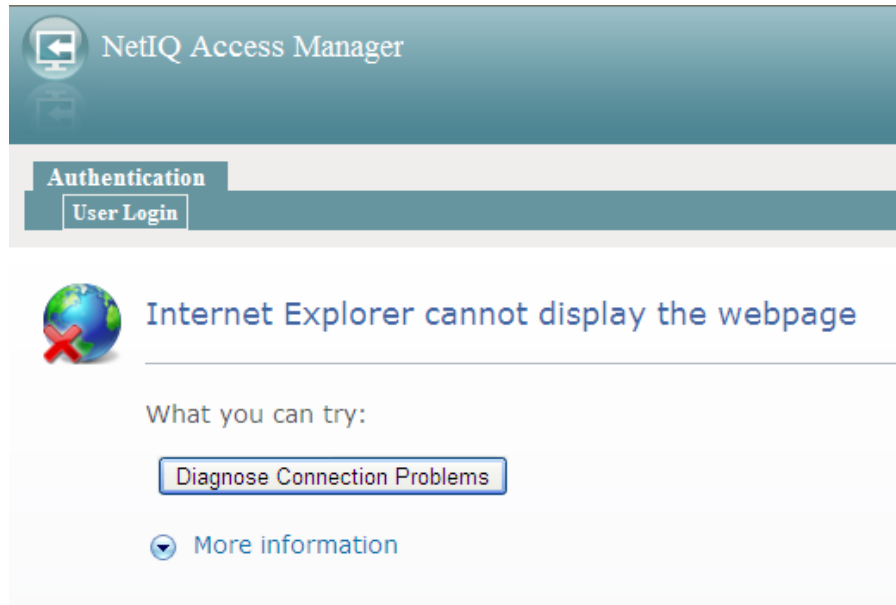 NetIQ Access Manager
Authentication
User Login
Internet Explorer cannot display the webpage
What you can try:
Diagnose Connection Problems
More information